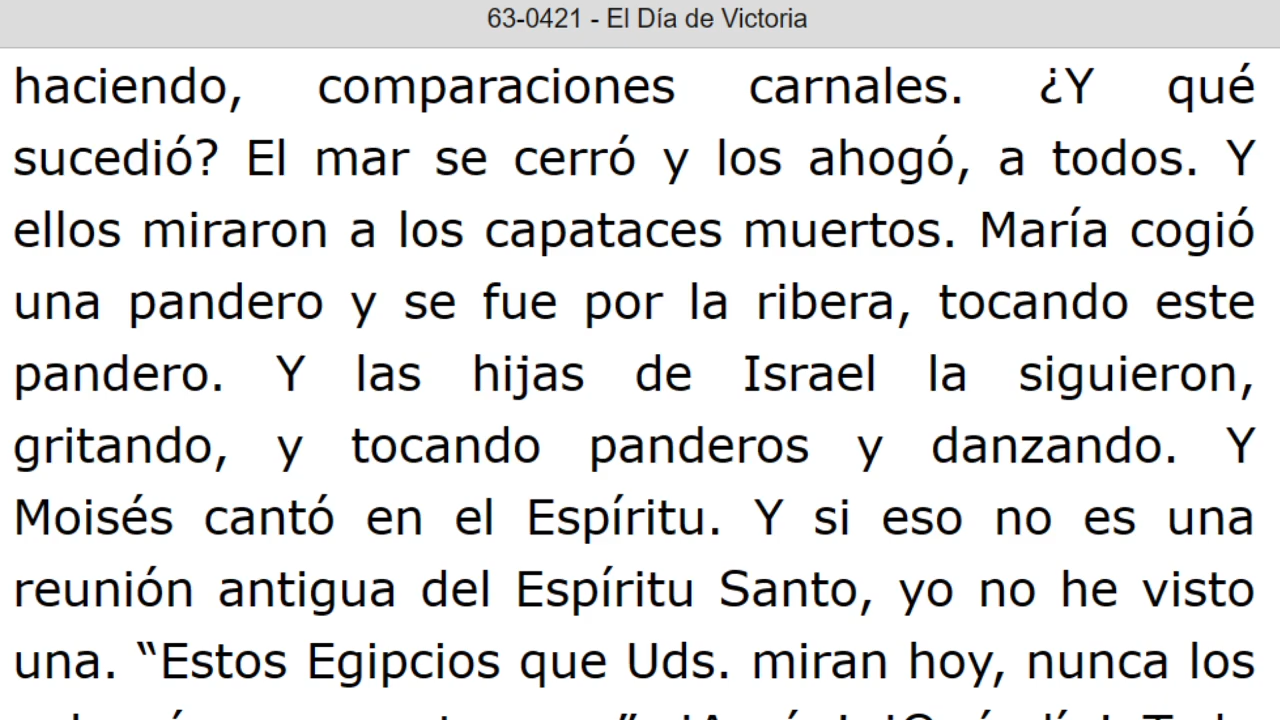 63-0421 - El Día de Victoria
haciendo, comparaciones carnales. ¿Y qué
sucedió? El mar se cerró y los ahogó, a todos. Y
ellos miraron a los capataces muertos. María cogió
una pandero y se fue por la ribera, tocando este
pandero. Y las hijas de Israel la siguieron,
gritando, y tocando panderos y danzando. Y
Moisés cantó en el Espíritu. Y si eso no es una
reunión antigua del Espíritu Santo, yo no he visto
una. “Estos Egipcios que Uds. miran hoy, nunca los